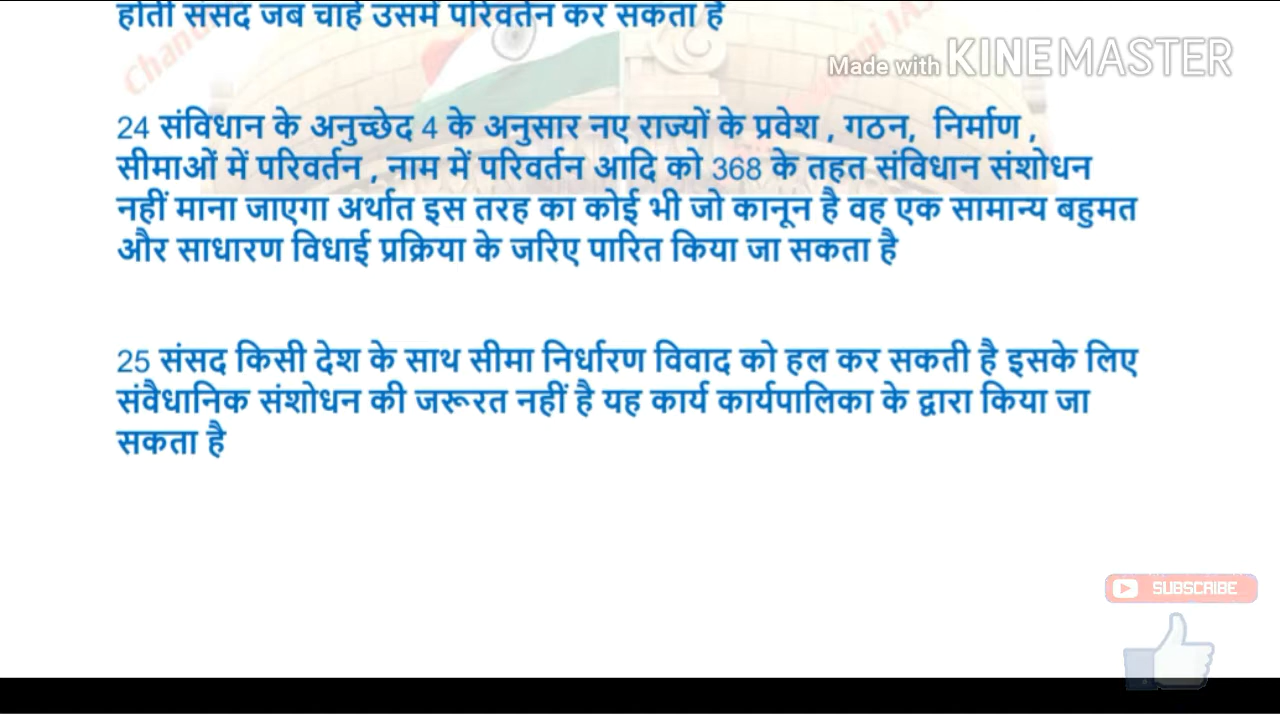 होती संसद जब चाहे उसमें परिवर्तन कर सकता है
Made with KINEMASTER
24 संविधान के अनुच्छेद 4 के अनुसार नए राज्यों के प्रवेश , गठन, निर्माण ,
सीमाओं में परिवर्तन , नाम में परिवर्तन आदि को 368 के तहत संविधान संशोधन
नहीं माना जाएगा अर्थात इस तरह का कोई भी जो कानून है वह एक सामान्य बहुमत
और साधारण विधाई प्रक्रिया के जरिए पारित किया जा सकता है
25 संसद किसी देश के साथ सीमा निर्धारण विवाद को हल कर सकती है इसके लिए
संवैधानिक संशोधन की जरूरत नहीं है यह कार्य कार्यपालिका के द्वारा किया जा
सकता है
SUBSCRIBE